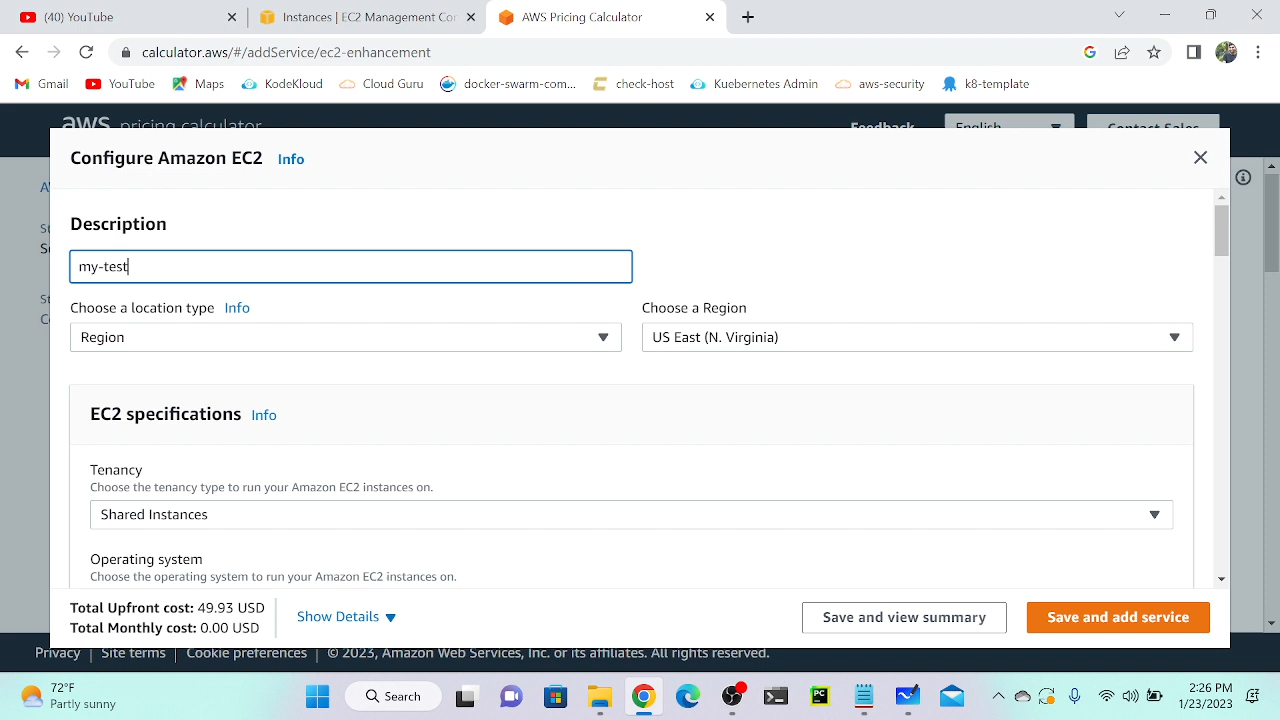 (40) YouTube
Instances | EC2 Management Co
AWS Pricing Calculator
calculator.aws/#/addService/ec2-enhancement
Gmail
YouTube
Maps
KodeKloud
Cloud Guru
docker-swarm-com...
check-host
Kuebernetes Admin
aws-security
k8-template
aws pricing calculator
Feedback
English
Contact Sales
Configure Amazon EC2 Info
Description
my-test
Choose a location type Info
Region
Choose a Region
US East (N. Virginia)
EC2 specifications Info
Tenancy
Choose the tenancy type to run your Amazon EC2 instances on.
Shared Instances
Operating system
Choose the operating system to run your Amazon EC2 instances on.
Total Upfront cost: 49.93 USD
Total Monthly cost: 0.00 USD
Show Details
Save and view summary
Save and add service
Privacy | Site terms | Cookie preferences | © 2023, Amazon Web Services, Inc. or its affiliates. All rights reserved.
72°F
Partly sunny
Search
PC
2:26 PM
1/23/2023